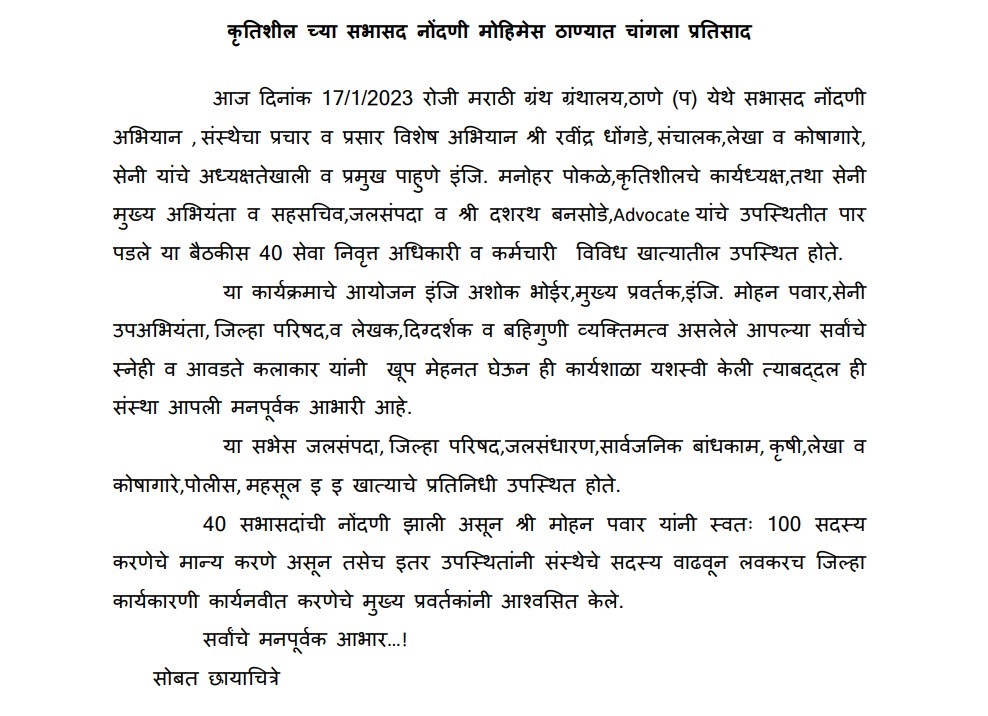 कृतिशील च्या सभासद नोंदणी मोहिमेस ठाण्यात चांगला प्रतिसाद
आज दिनांक 17/1/2023 रोजी मराठी ग्रंथ ग्रंथालय,ठाणे (प) येथे सभासद नोंदणी
अभियान , संस्थेचा प्रचार व प्रसार विशेष अभियान श्री रवींद्र धोंगडे, संचालक,लेखा व कोषागारे,
सेनी यांचे अध्यक्षतेखाली व प्रमुख पाहुणे इंजि. मनोहर पोकळे,कृतिशीलचे कार्यध्यक्ष,तथा सेनी
मुख्य अभियंता व सहसचिव,जलसंपदा व श्री दशरथ बनसोडे,Advocate यांचे उपस्थितीत पार
पडले या बैठकीस 40 सेवा निवृत्त अधिकारी व कर्मचारी विविध खात्यातील उपस्थित होते.
या कार्यक्रमाचे आयोजन इंजि अशोक भोईर,मुख्य प्रवर्तक,इंजि. मोहन पवार,सेनी
उपअभियंता, जिल्हा परिषद,व लेखक,दिग्दर्शक व बहिगुणी व्यक्तिमत्व असलेले आपल्या सर्वांचे
स्नेही व आवडते कलाकार यांनी खूप मेहनत घेऊन ही कार्यशाळा यशस्वी केली त्याबद्‌दल ही
संस्था आपली मनपूर्वक आभारी आहे.
या सभेस जलसंपदा, जिल्हा परिषद,जलसंधारण,सार्वजनिक बांधकाम, कृषी,लेखा व
कोषागारे,पोलीस, महसूल इ इ खात्याचे प्रतिनिधी उपस्थित होते.
40 सभासदांची नोंदणी झाली असून श्री मोहन पवार यांनी स्वतः 100 सदस्य
करणेचे मान्य करणे असून तसेच इतर उपस्थितांनी संस्थेचे सदस्य वाढवून लवकरच जिल्हा
कार्यकारणी कार्यनवीत करणेचे मुख्य प्रवर्तकांनी आश्वसित केले.
सर्वांचे मनपूर्वक आभार...!
सोबत छायाचित्रे